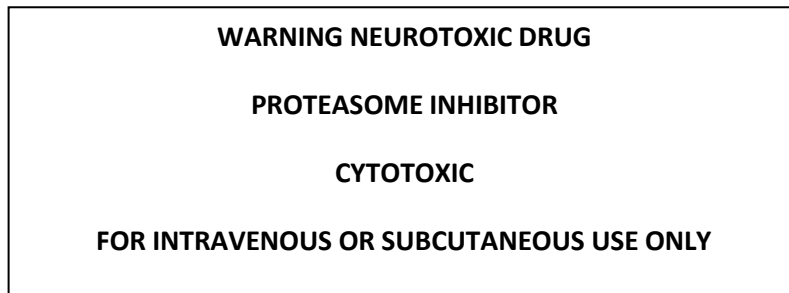 WARNING NEUROTOXIC DRUG
PROTEASOME INHIBITOR
CYTOTOXIC
FOR INTRAVENOUS OR SUBCUTANEOUS USE ONLY